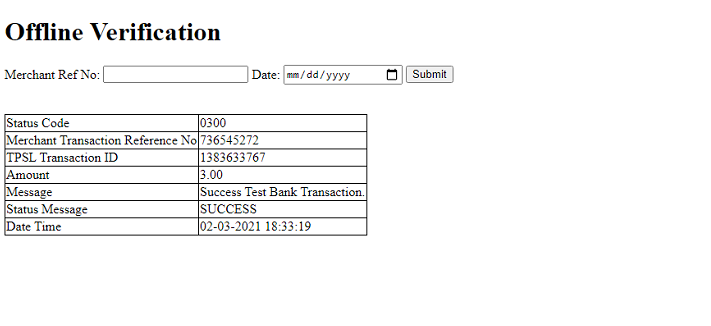 Offline Verification
Merchant Ref No: Date: mm/dd/yyyy Submit
Status Code 0300
Merchant Transaction Reference No 736545272
TPSL Transaction ID 1383633767
Amount 3.00
Message Success Test Bank Transaction.
Status Message SUCCESS
Date Time 02-03-2021 18:33:19